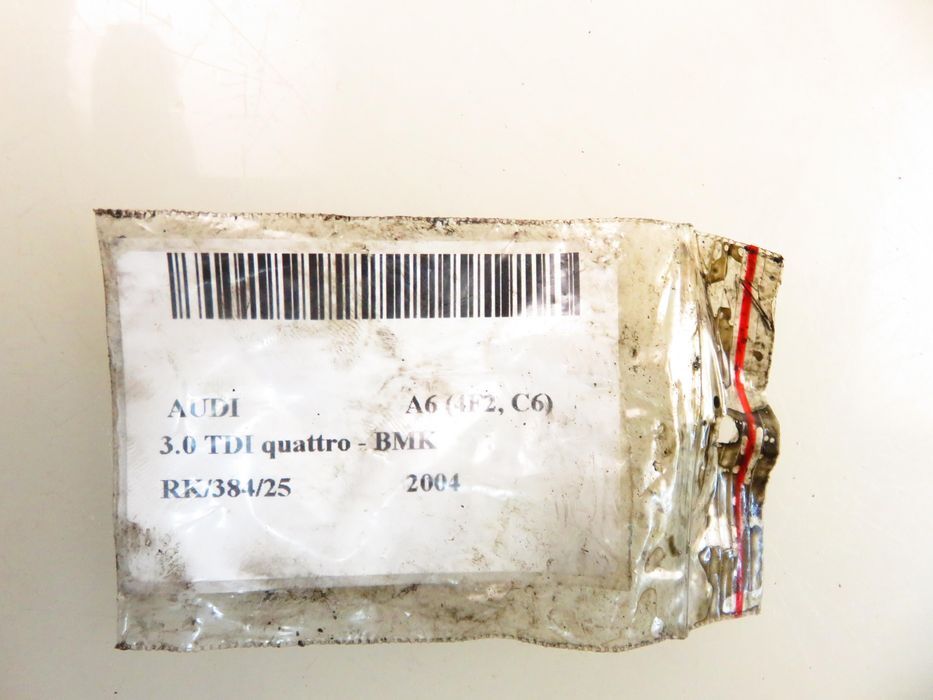 AUDI A6 (4F2, C6)
3.0 TDI quattro - BMK
RK/384/25 2004